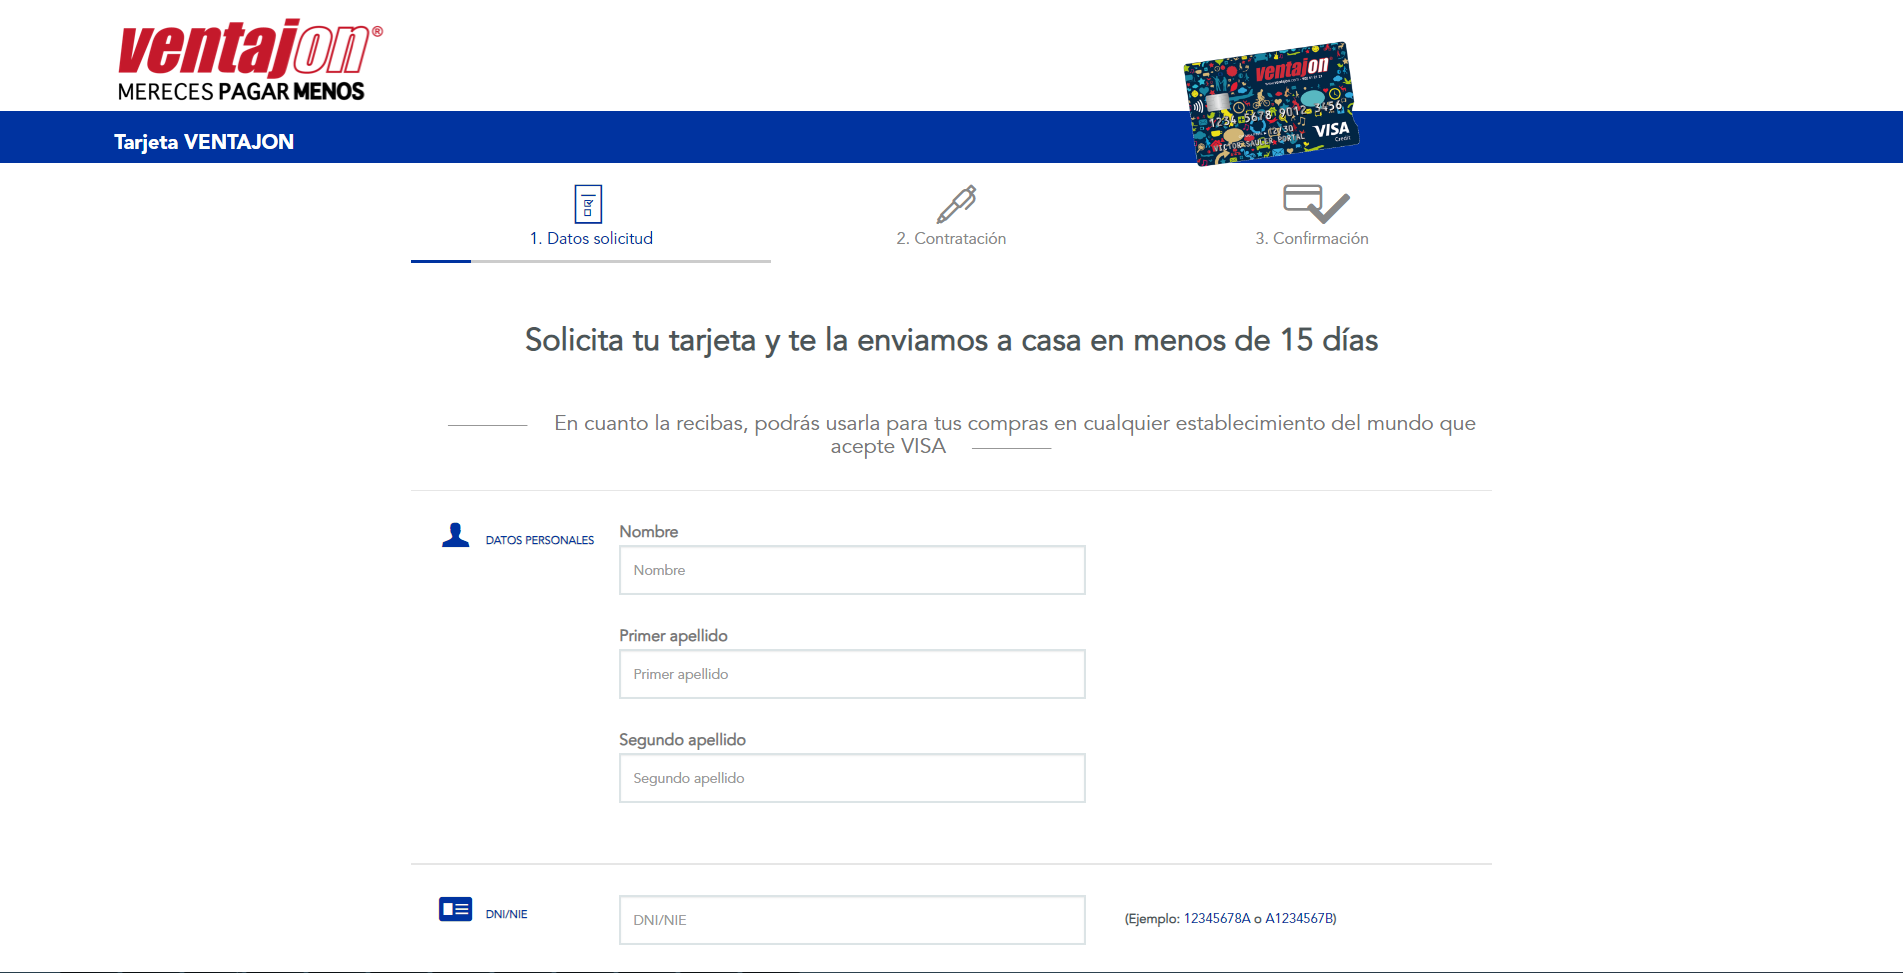 ventajon®
MERECES PAGAR MENOS
ventajon
1234 5678 9012 3456
12/30
VISA
Credit
Tarjeta VENTAJON
1. Datos solicitud
2. Contratación
3. Confirmación
Solicita tu tarjeta y te la enviamos a casa en menos de 15 días
En cuanto la recibas, podrás usarla para tus compras en cualquier establecimiento del mundo que
acepte VISA
DATOS PERSONALES
Nombre
Nombre
Primer apellido
Primer apellido
Segundo apellido
Segundo apellido
DNI/NIE
DNI/NIE
(Ejemplo: 12345678A o A1234567B)